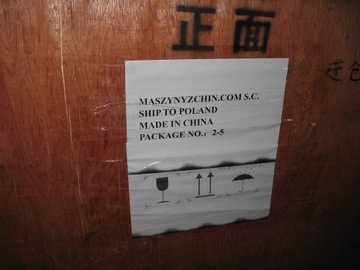 正面
MASZYNYZCHIN.COM S.C.
SHIP TO POLAND
MADE IN CHINA
PACKAGE NO.: 2-5